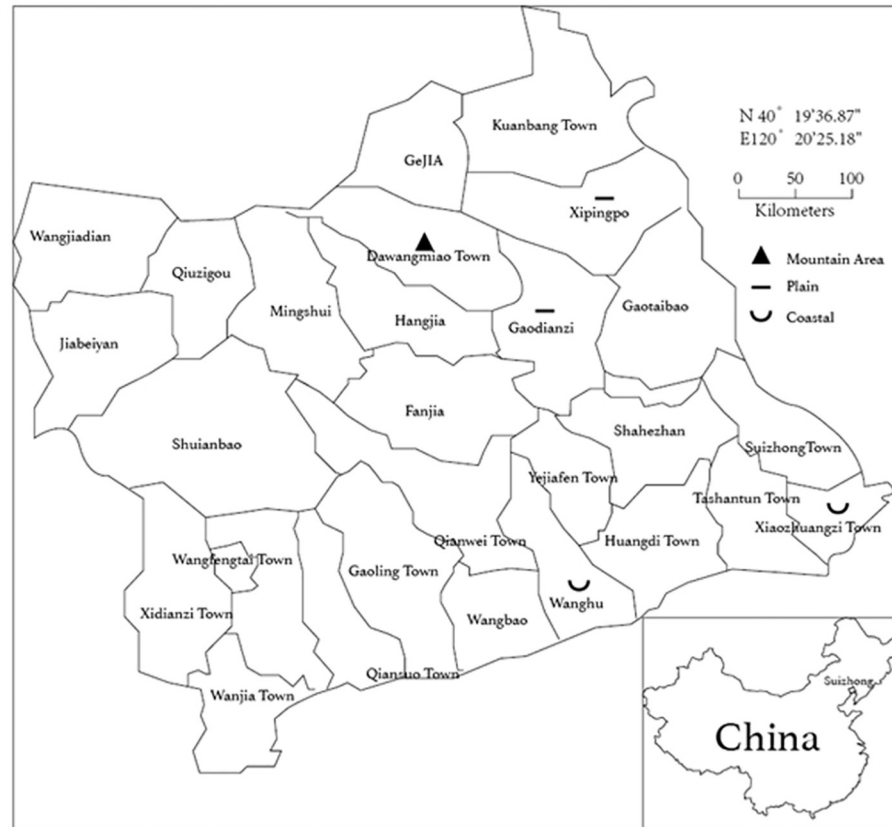 Kuanbang Town
N 40° 19'36.87"
E120° 20'25.18"
GeJIA
0 50 100
Kilometers
Xipingpo
Wangjiadian
Dawangmiao Town
Mountain Area
Qiuzigou
Plain
Mingshui
Hangjia
Gaodianzi
Gaotaibao
Coastal
Jiabeiyan
Fanjia
Shuianbao
Shahezhan
SuizhongTown
Yejiafen Town
Tashantun Town
Xiaozhuangzi Town
Qianwei Town
Huangdi Town
Wangfengtai Town
Gaoling Town
Wanghu
Xidianzi Town
Wangbao
Qiansuo Town
Wanjia Town
Suizhong
China